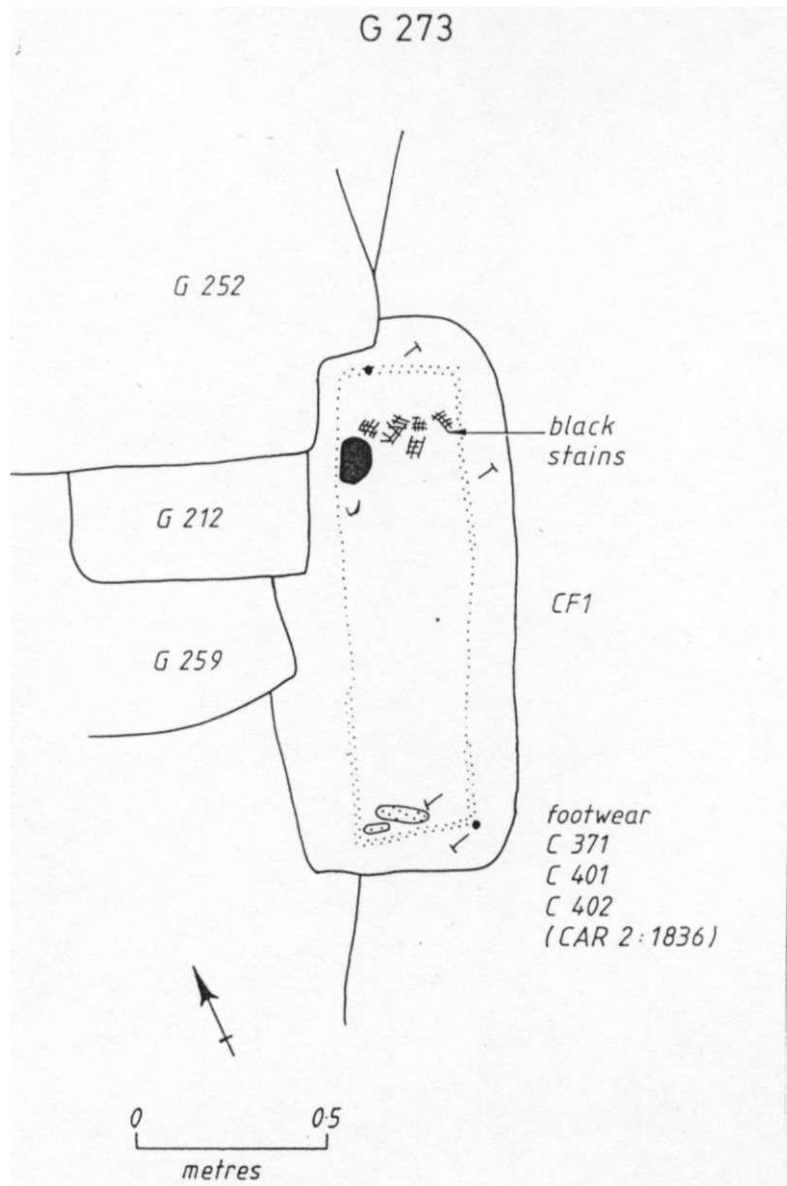 G 273
G 252
black
stains
G 212
CF1
G 259
footwear
C 371
C 401
C 402
(CAR 2:1836)
0 0·5
metres